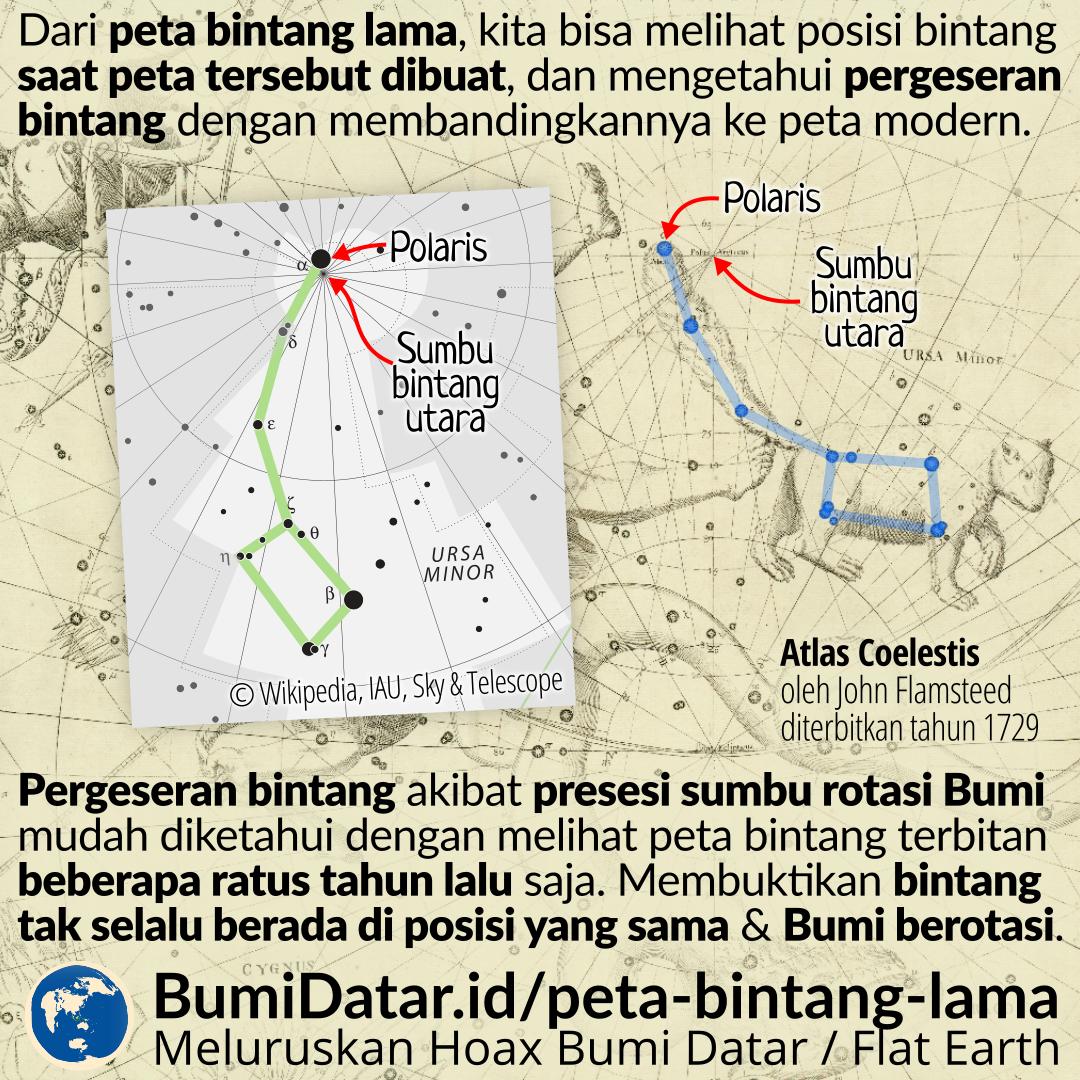 Dari peta bintang lama, kita bisa melihat posisi bintang
saat peta tersebut dibuat, dan mengetahui pergeseran
bintang dengan membandingkannya ke peta modern.
Polaris
α
δ
Sumbu
bintang
utara
ε
ζ
θ
η
URSA
MINOR
β
γ
© Wikipedia, IAU, Sky & Telescope
Polaris
Sumbu
bintang
utara
URSA Minor
75
Atlas Coelestis
oleh John Flamsteed
diterbitkan tahun 1729
Pergeseran bintang akibat presesi sumbu rotasi Bumi
mudah diketahui dengan melihat peta bintang terbitan
beberapa ratus tahun lalu saja. Membuktikan bintang
tak selalu berada di posisi yang sama & Bumi berotasi.
CYGNUS
BumiDatar.id/peta-bintang-lama
Meluruskan Hoax Bumi Datar / Flat Earth